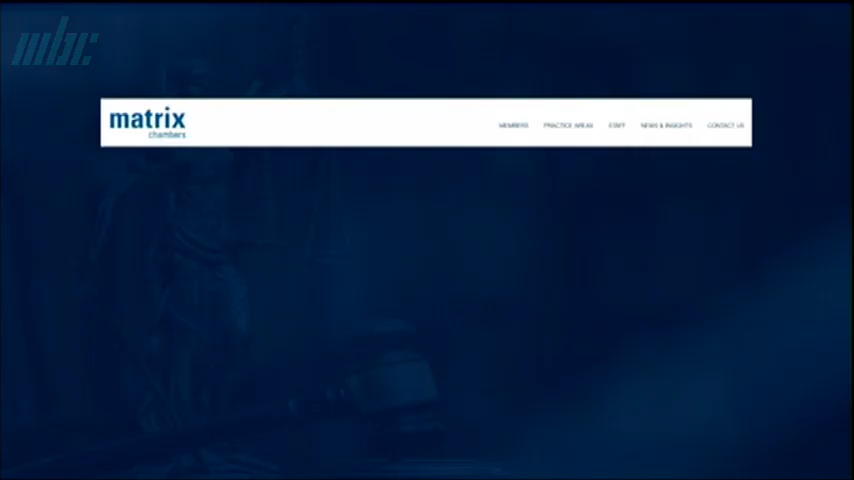 mbc
matrix
chambers
MEMBERS PRACTICE AREAS STAFF NEWS & INSIGHTS CONTACT US